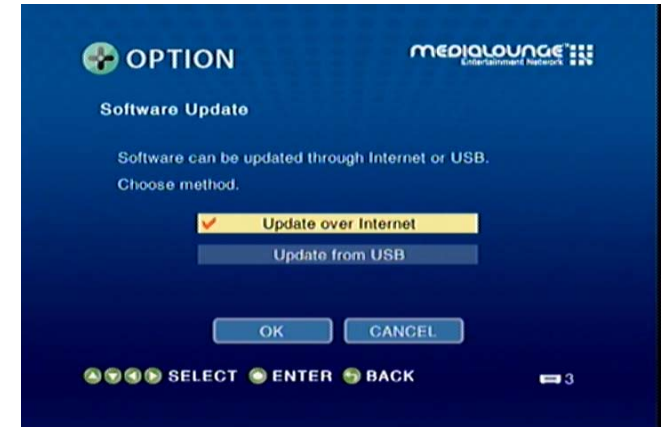 OPTION
MEDIALOUNGE™
Entertainment Network
Software Update
Software can be updated through Internet or USB.
Choose method.
Update over Internet
Update from USB
OK CANCEL
SELECT ENTER BACK 3